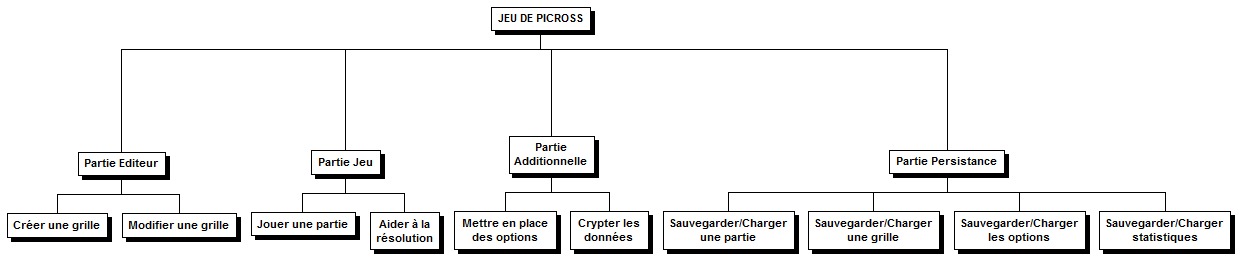 JEU DE PICROSS
Partie Editeur
Partie Jeu
Partie
Additionnelle
Partie Persistance
Créer une grille
Modifier une grille
Jouer une partie
Aider à la
résolution
Mettre en place
des options
Crypter les
données
Sauvegarder/Charger
une partie
Sauvegarder/Charger
une grille
Sauvegarder/Charger
les options
Sauvegarder/Charger
statistiques